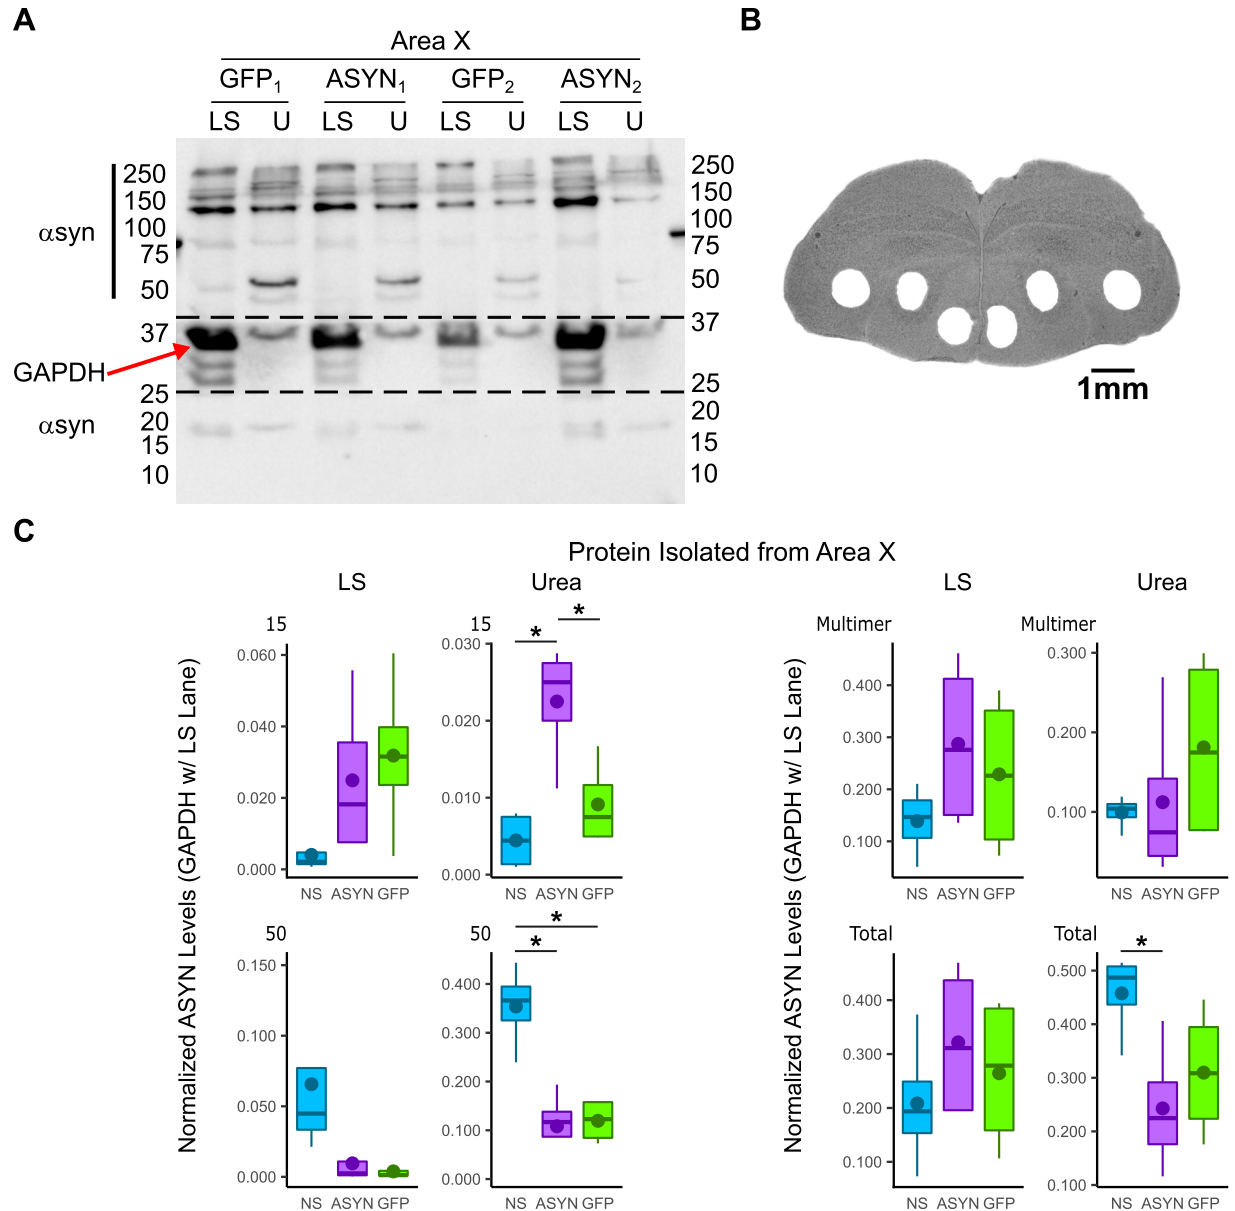 A
B
Area X
GFP1 ASYN1 GFP2 ASYN2
LS U LS U LS U LS U
αsyn
250
150
100
75
50
37
GAPDH
25
αsyn
20
15
10
250
150
100
75
50
37
25
20
15
10
1mm
C
Protein Isolated from Area X
LS Urea LS Urea
Normalized ASYN Levels (GAPDH w/ LS Lane)
15
0.060
0.040
0.020
0.000
NS ASYN GFP
15
* *
0.030
0.020
0.010
0.000
NS ASYN GFP
50
0.150
0.100
0.050
0.000
NS ASYN GFP
50
*
*
0.400
0.300
0.200
0.100
0.000
NS ASYN GFP
Normalized ASYN Levels (GAPDH w/ LS Lane)
Multimer
0.400
0.300
0.200
0.100
NS ASYN GFP
Multimer
0.300
0.200
0.100
NS ASYN GFP
Total
0.400
0.300
0.200
0.100
NS ASYN GFP
Total
*
0.500
0.400
0.300
0.200
0.100
NS ASYN GFP